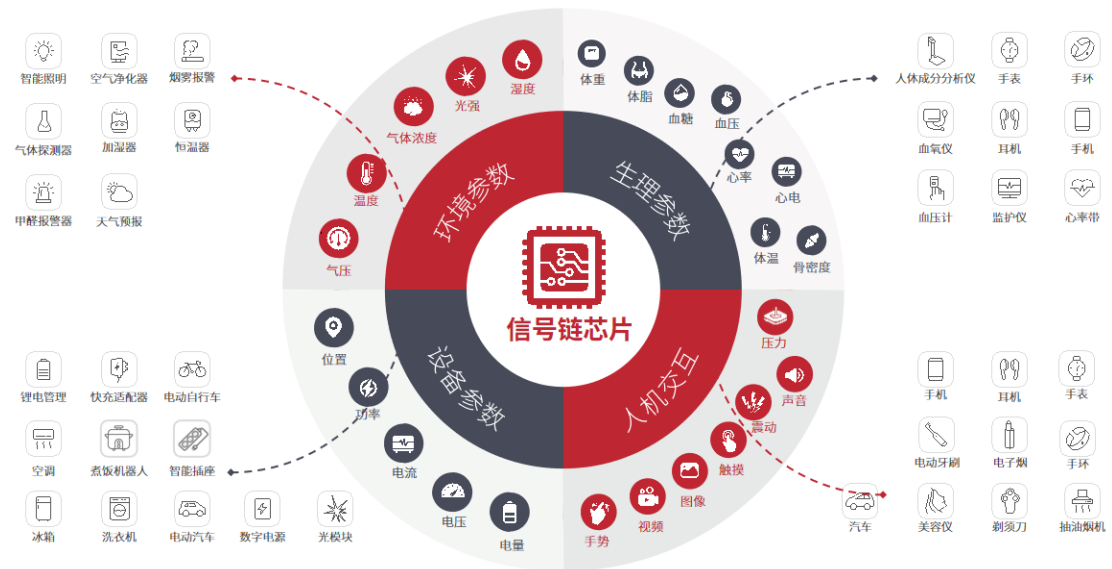 智能照明
空气净化器
烟雾报警
气体探测器
加湿器
恒温器
甲醛报警器
天气预报
湿度
光强
气体浓度
温度
气压
环境参数
体重
体脂
血糖
血压
心率
心电
体温
骨密度
生理参数
人体成分分析仪
手表
手环
血氧仪
耳机
手机
血压计
监护仪
心率带
信号链芯片
位置
功率
电流
电压
电量
设备参数
锂电管理
快充适配器
电动自行车
空调
煮饭机器人
智能插座
冰箱
洗衣机
电动汽车
数字电源
光模块
人机交互
压力
声音
震动
触摸
图像
视频
手势
手机
耳机
手表
电动牙刷
电子烟
手环
汽车
美容仪
剃须刀
抽油烟机